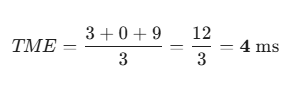 TME = (3 + 0 + 9) / 3 = 12 / 3 = 4 ms